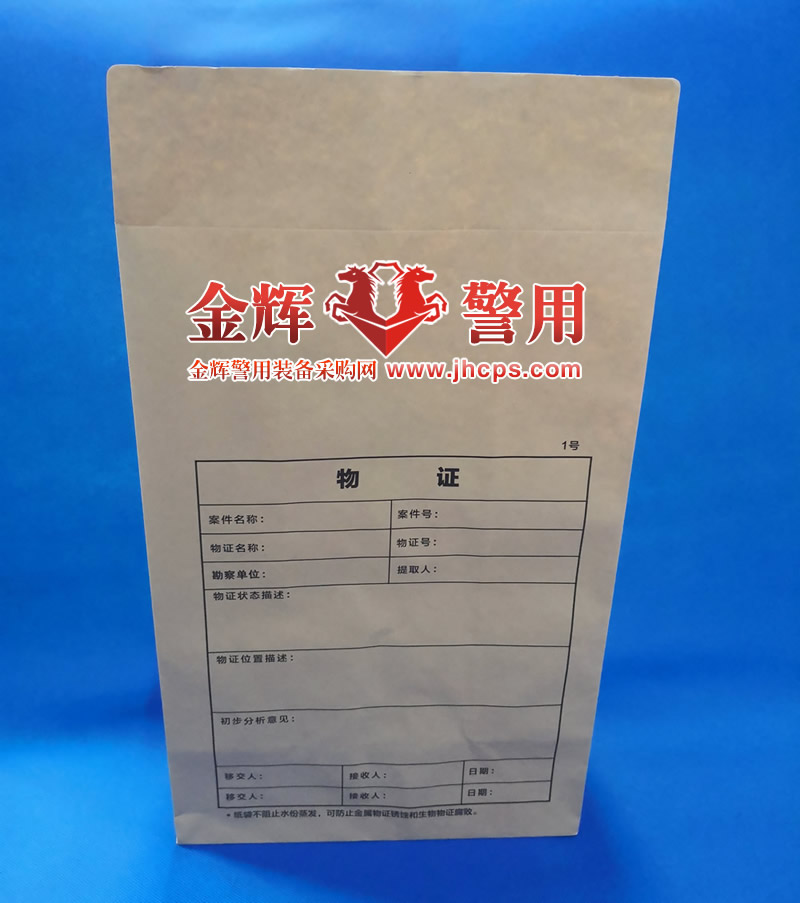 金辉 警用
金辉警用装备采购网 www.jhcps.com
1号
物 证
案件名称： 案件号：
物证名称： 物证号：
勘察单位： 提取人：
物证状态描述：
物证位置描述：
初步分析意见：
移交人： 接收人： 日期：
移交人： 接收人： 日期：
*纸袋不阻止水份蒸发，可防止金属物证锈蚀和生物物证腐败。